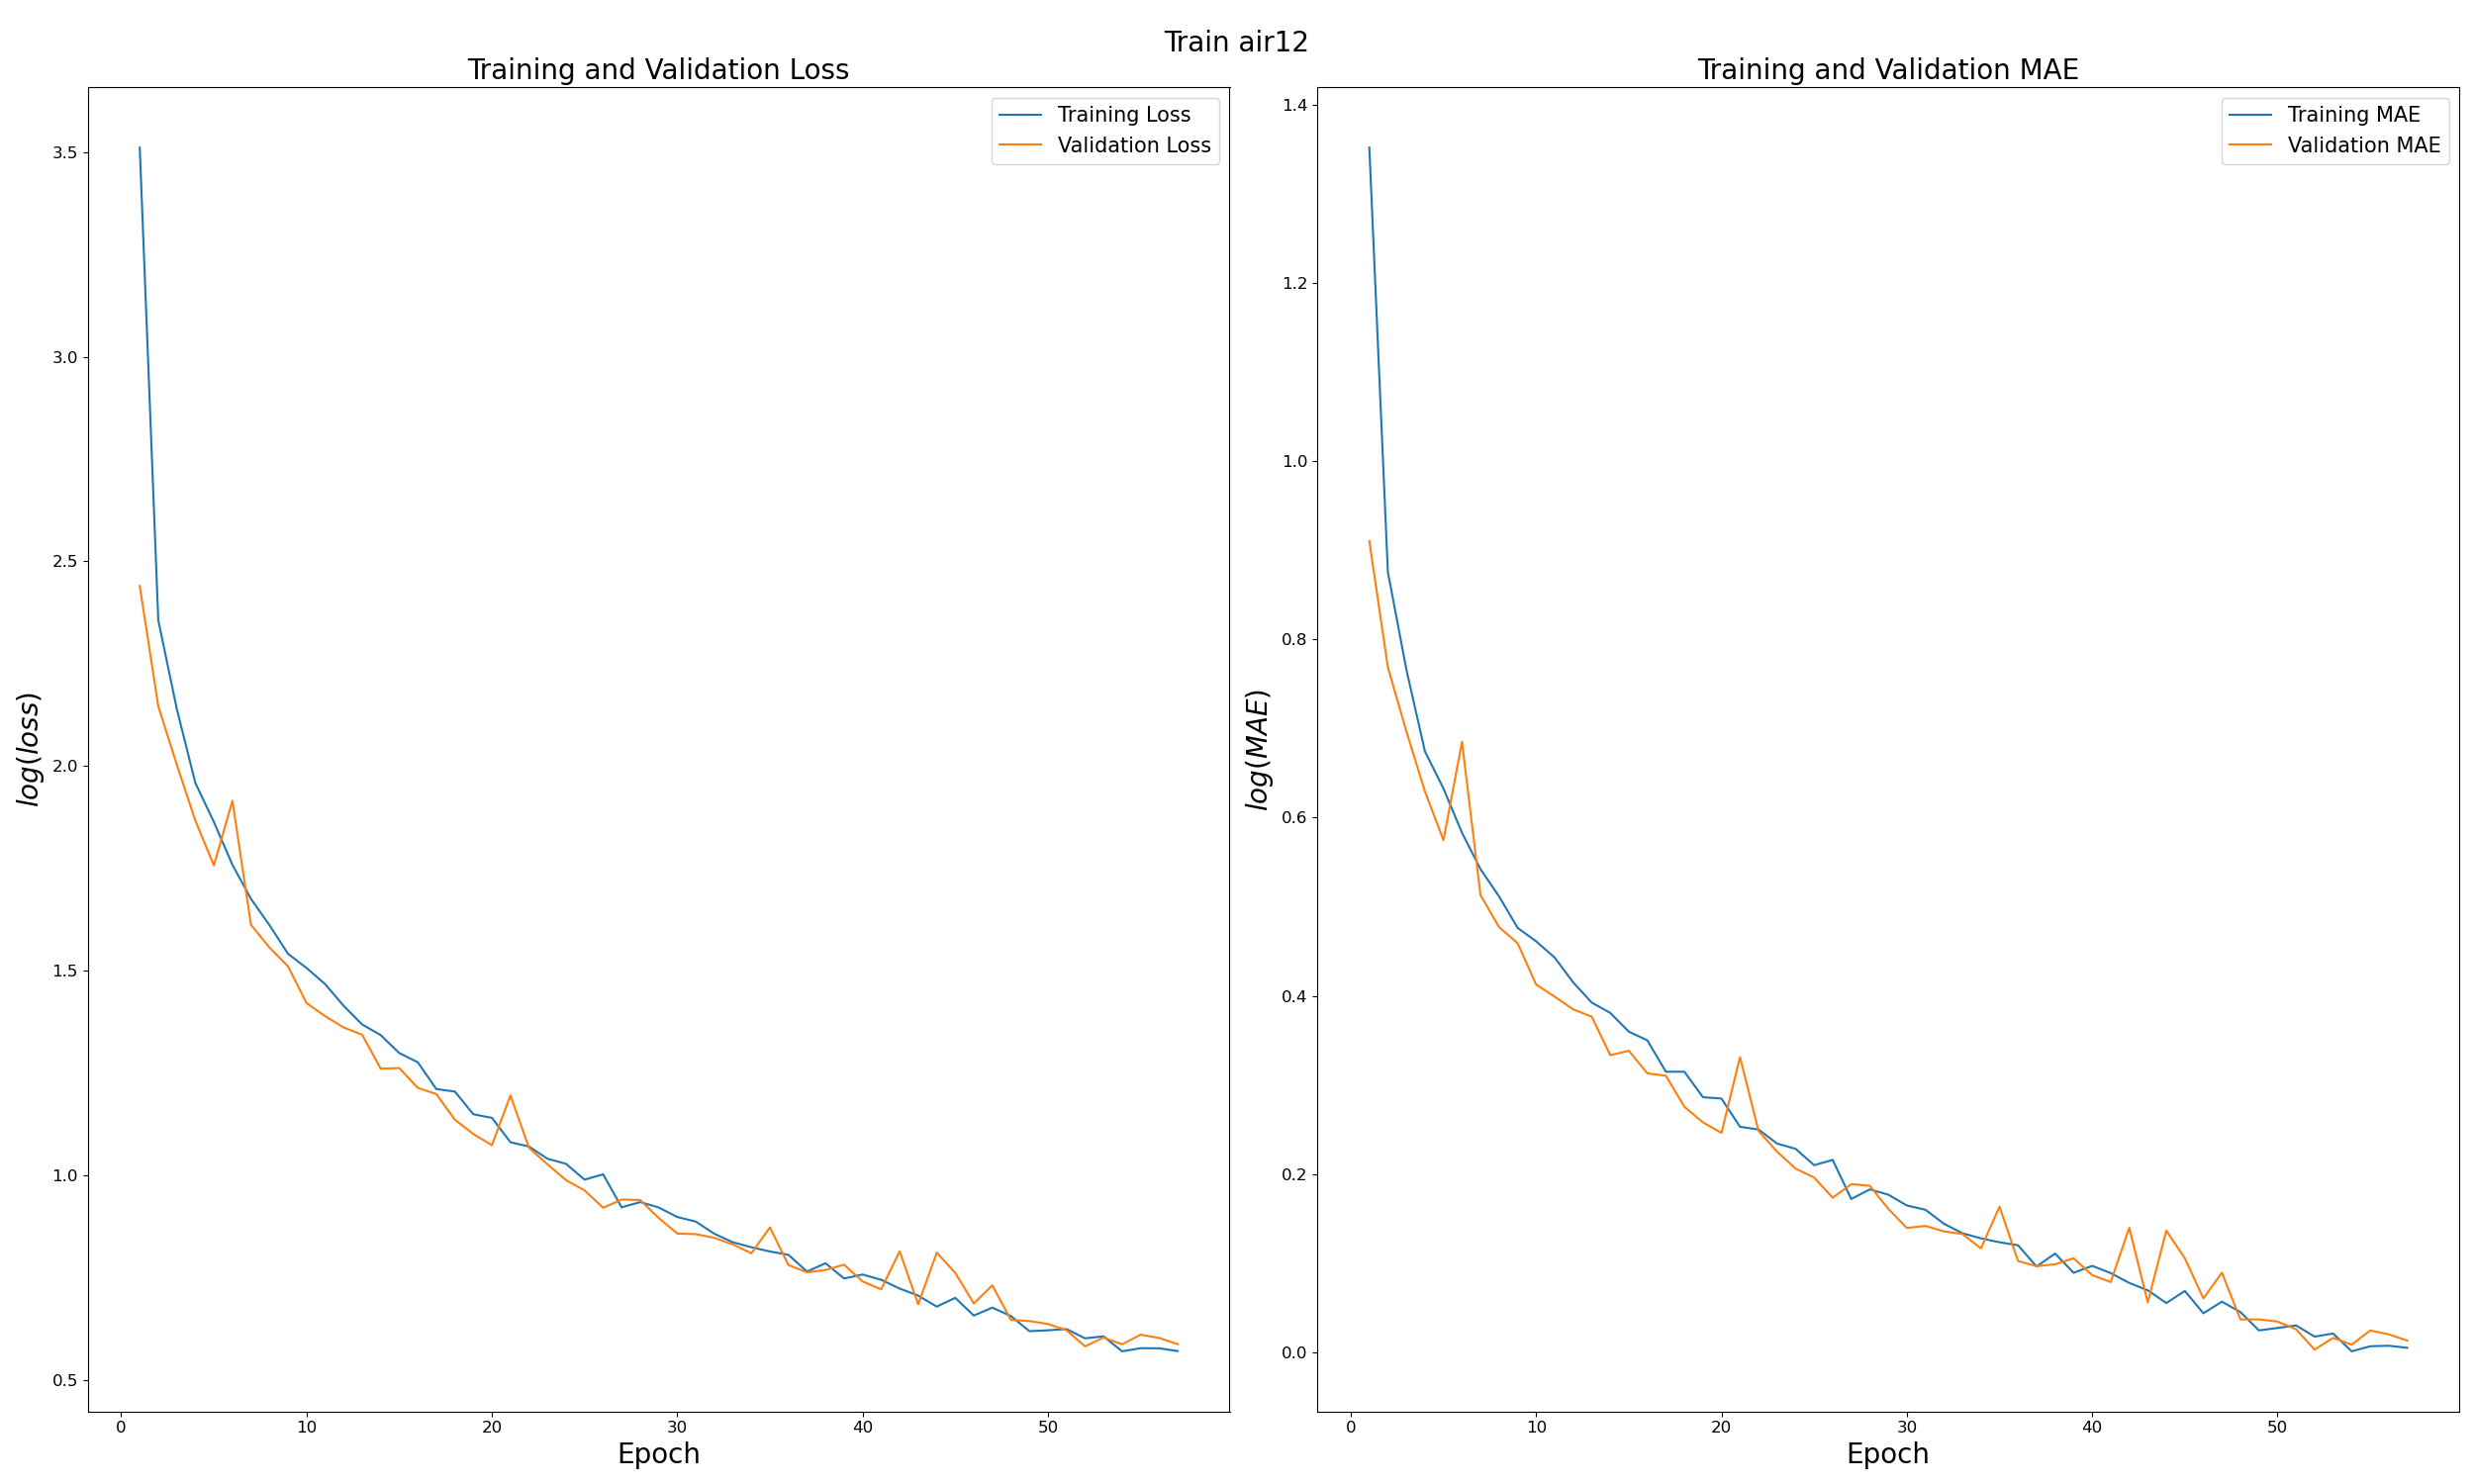 Train air12
Training and Validation Loss
Training Loss
Validation Loss
3.5
3.0
2.5
2.0
1.5
1.0
0.5
log(loss)
0 10 20 30 40 50
Epoch
Training and Validation MAE
Training MAE
Validation MAE
1.4
1.2
1.0
0.8
0.6
0.4
0.2
0.0
log(MAE)
0 10 20 30 40 50
Epoch